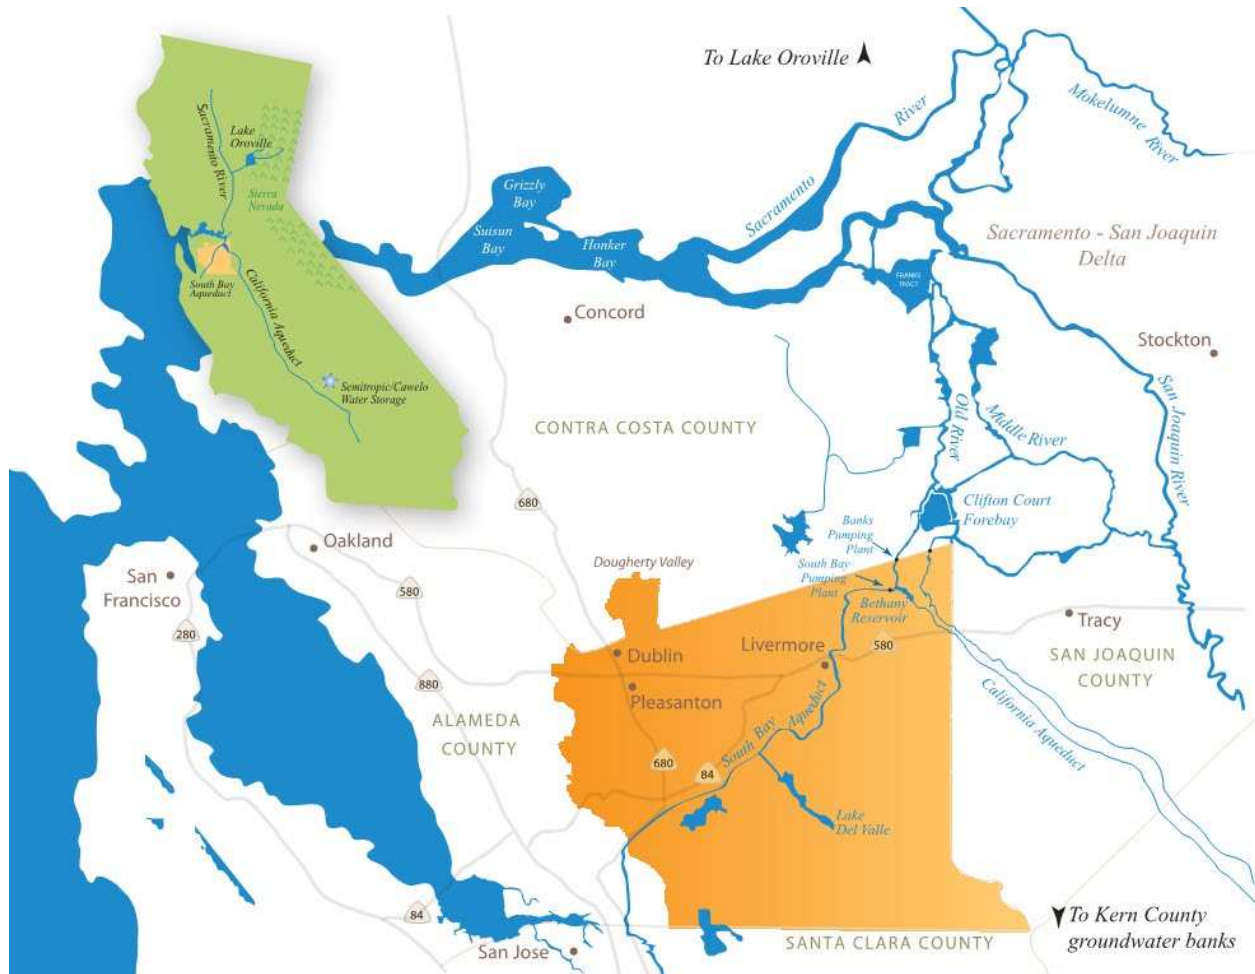 To Lake Oroville
River
Mokelumne
River
Sacramento
Sacramento River
Lake
Oroville
Sierra
Nevada
South Bay
Aqueduct
California Aqueduct
Semitropic/Cawelo
Water Storage
Grizzly
Bay
Suisun
Bay
Honker
Bay
Sacramento - San Joaquin
Delta
FRANKS
TRACT
Concord
Stockton
CONTRA COSTA COUNTY
Old River
Middle River
San Joaquin River
680
Clifton Court
Forebay
Banks
Pumping
Plant
South Bay
Pumping
Plant
Bethany
Reservoir
Oakland
Dougherty Valley
San
Francisco
580
280
Tracy
Dublin
Livermore
580
SAN JOAQUIN
COUNTY
880
Pleasanton
ALAMEDA
COUNTY
South Bay Aqueduct
California Aqueduct
680
84
Lake
Del Valle
84
To Kern County
groundwater banks
SANTA CLARA COUNTY
San Jose